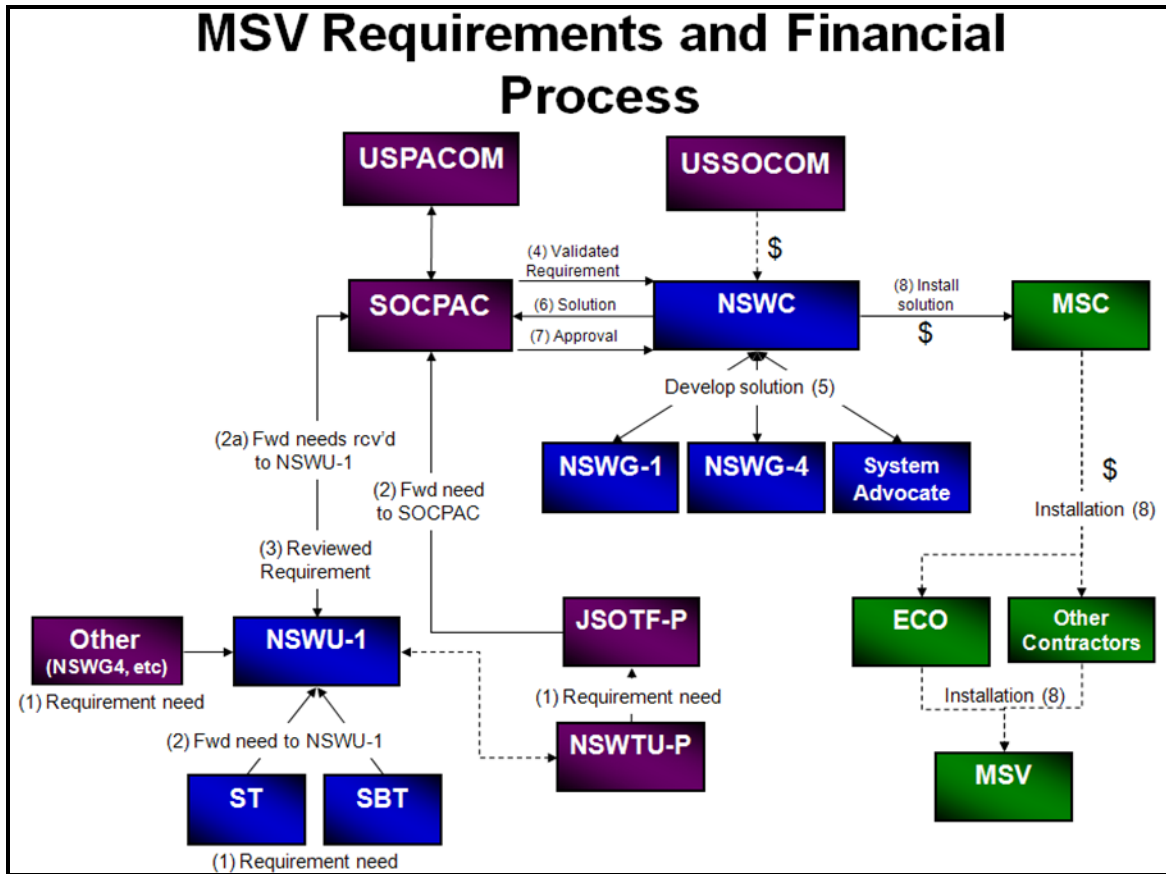 MSV Requirements and Financial
Process
USPACOM
USSOCOM
$
(4) Validated
Requirement
(8) Install
solution
SOCPAC
(6) Solution
NSWC
MSC
(7) Approval
$
Develop solution (5)
(2a) Fwd needs rcv'd
to NSWU-1
NSWG-1
NSWG-4
System
Advocate
$
(2) Fwd need
to SOCPAC
Installation (8)
(3) Reviewed
Requirement
Other
(NSWG4, etc)
NSWU-1
JSOTF-P
ECO
Other
Contractors
(1) Requirement need
(1) Requirement need
Installation (8)
(2) Fwd need to NSWU-1
NSWTU-P
MSV
ST
SBT
(1) Requirement need